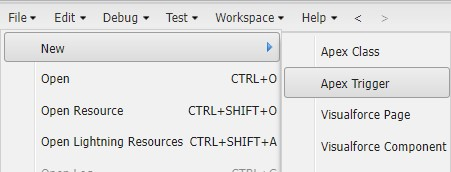 File Edit Debug Test Workspace Help < >
New
Open CTRL+O
Open Resource CTRL+SHIFT+O
Open Lightning Resources CTRL+SHIFT+A
Open Log CTRL+G
Apex Class
Apex Trigger
Visualforce Page
Visualforce Component